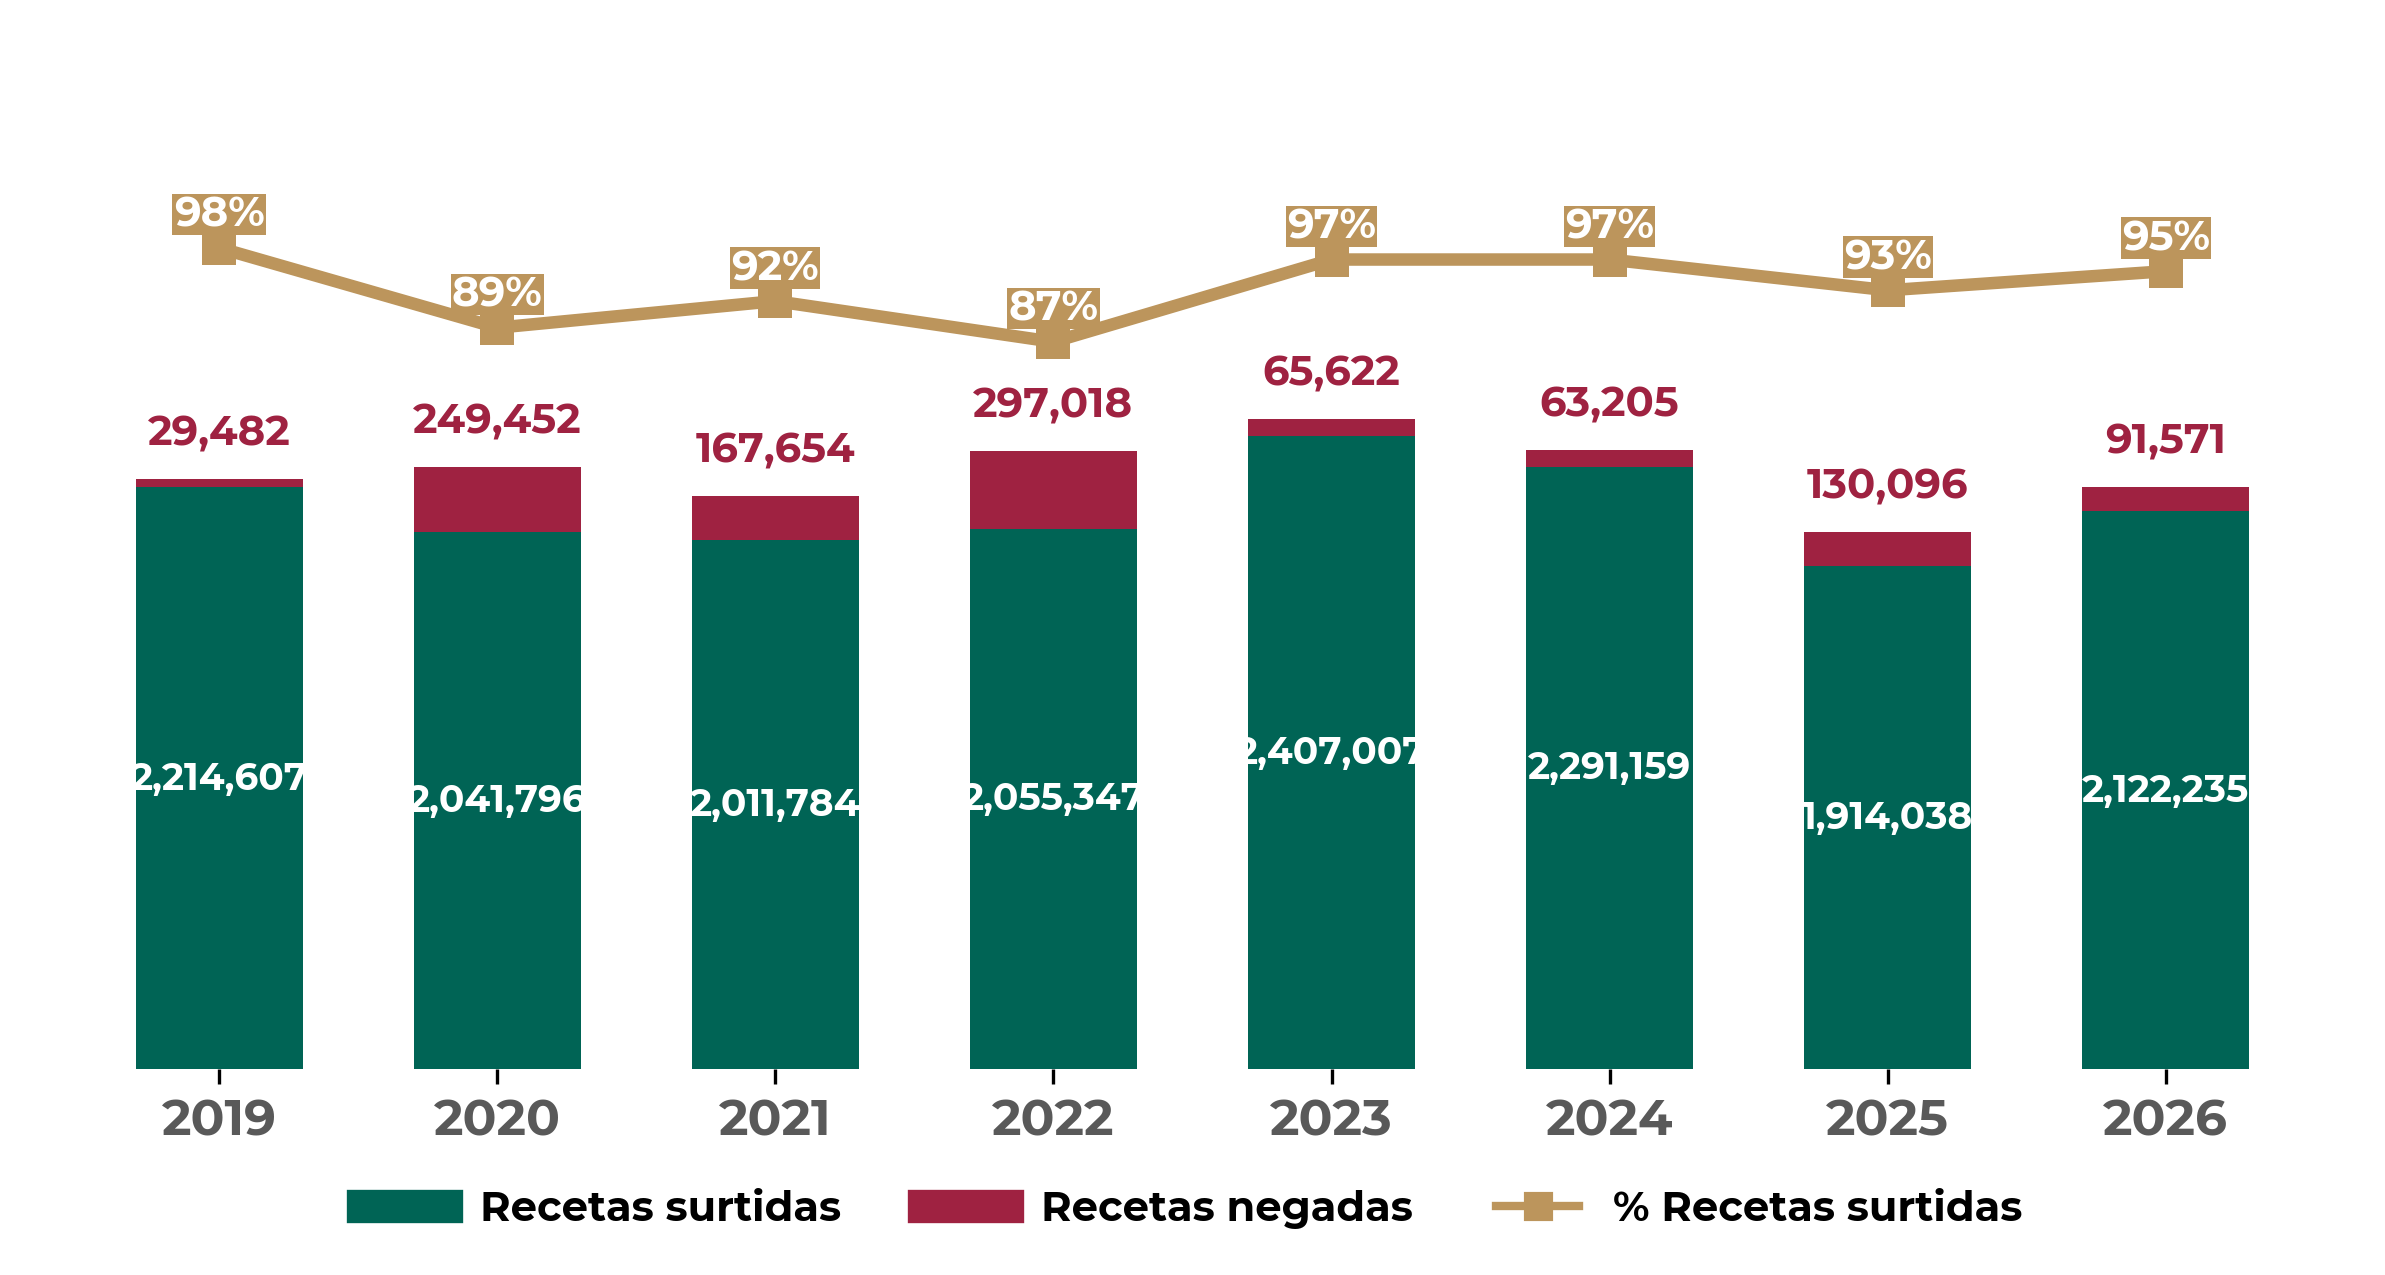 98% 89% 92% 87% 97% 97% 93% 95%
29,482 249,452 167,654 297,018 65,622 63,205 130,096 91,571
2,214,607 2,041,796 2,011,784 2,055,347 2,407,007 2,291,159 1,914,038 2,122,235
2019 2020 2021 2022 2023 2024 2025 2026
Recetas surtidas Recetas negadas % Recetas surtidas